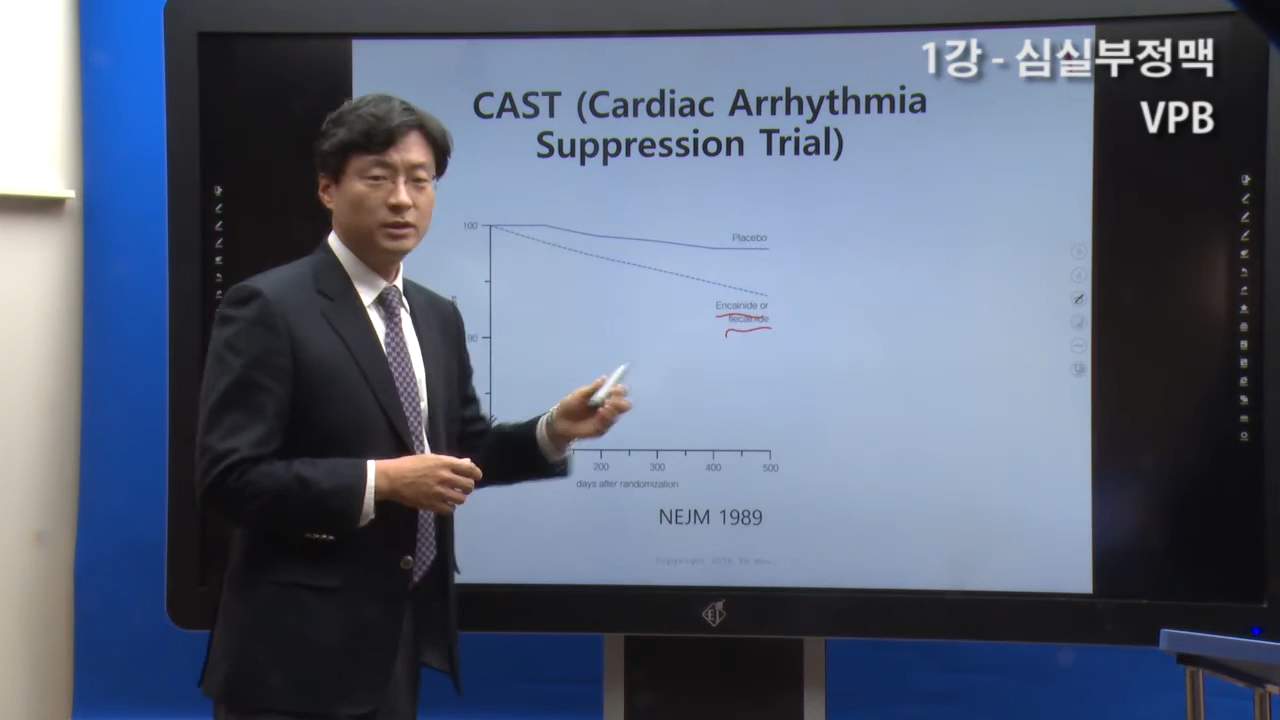 1강 - 심실부정맥
VPB
CAST (Cardiac Arrhythmia
Suppression Trial)
100
Placebo
Encainide or
flecainide
90
200 300 400 500
days after randomization
NEJM 1989